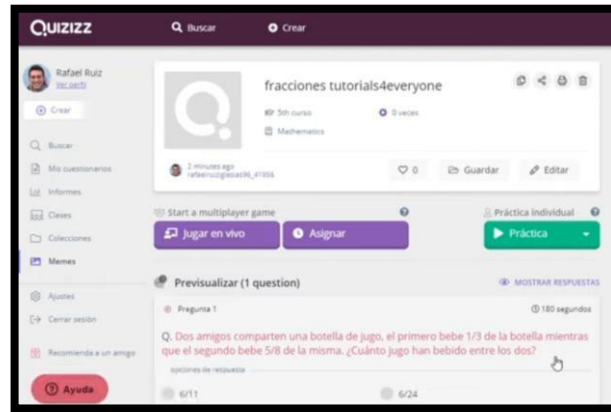 QUIZIZZ
Buscar
Crear
Rafael Ruiz
Ver perfil
Crear
Buscar
Mis cuestionarios
Informes
Clases
Colecciones
Memes
Ajustes
Cerrar sesión
Recomienda a un amigo
Ayuda
fracciones tutorials4everyone
5th curso
0 veces
Mathematics
2 minutes ago
0
Guardar
Editar
Start a multiplayer game
Jugar en vivo
Asignar
Práctica individual
Práctica
Previsualizar (1 question)
MOSTRAR RESPUESTAS
Pregunta 1
180 segundos
Q. Dos amigos comparten una botella de jugo, el primero bebe 1/3 de la botella mientras
que el segundo bebe 5/8 de la misma. ¿Cuánto jugo han bebido entre los dos?
opciones de respuesta
6/11
6/24